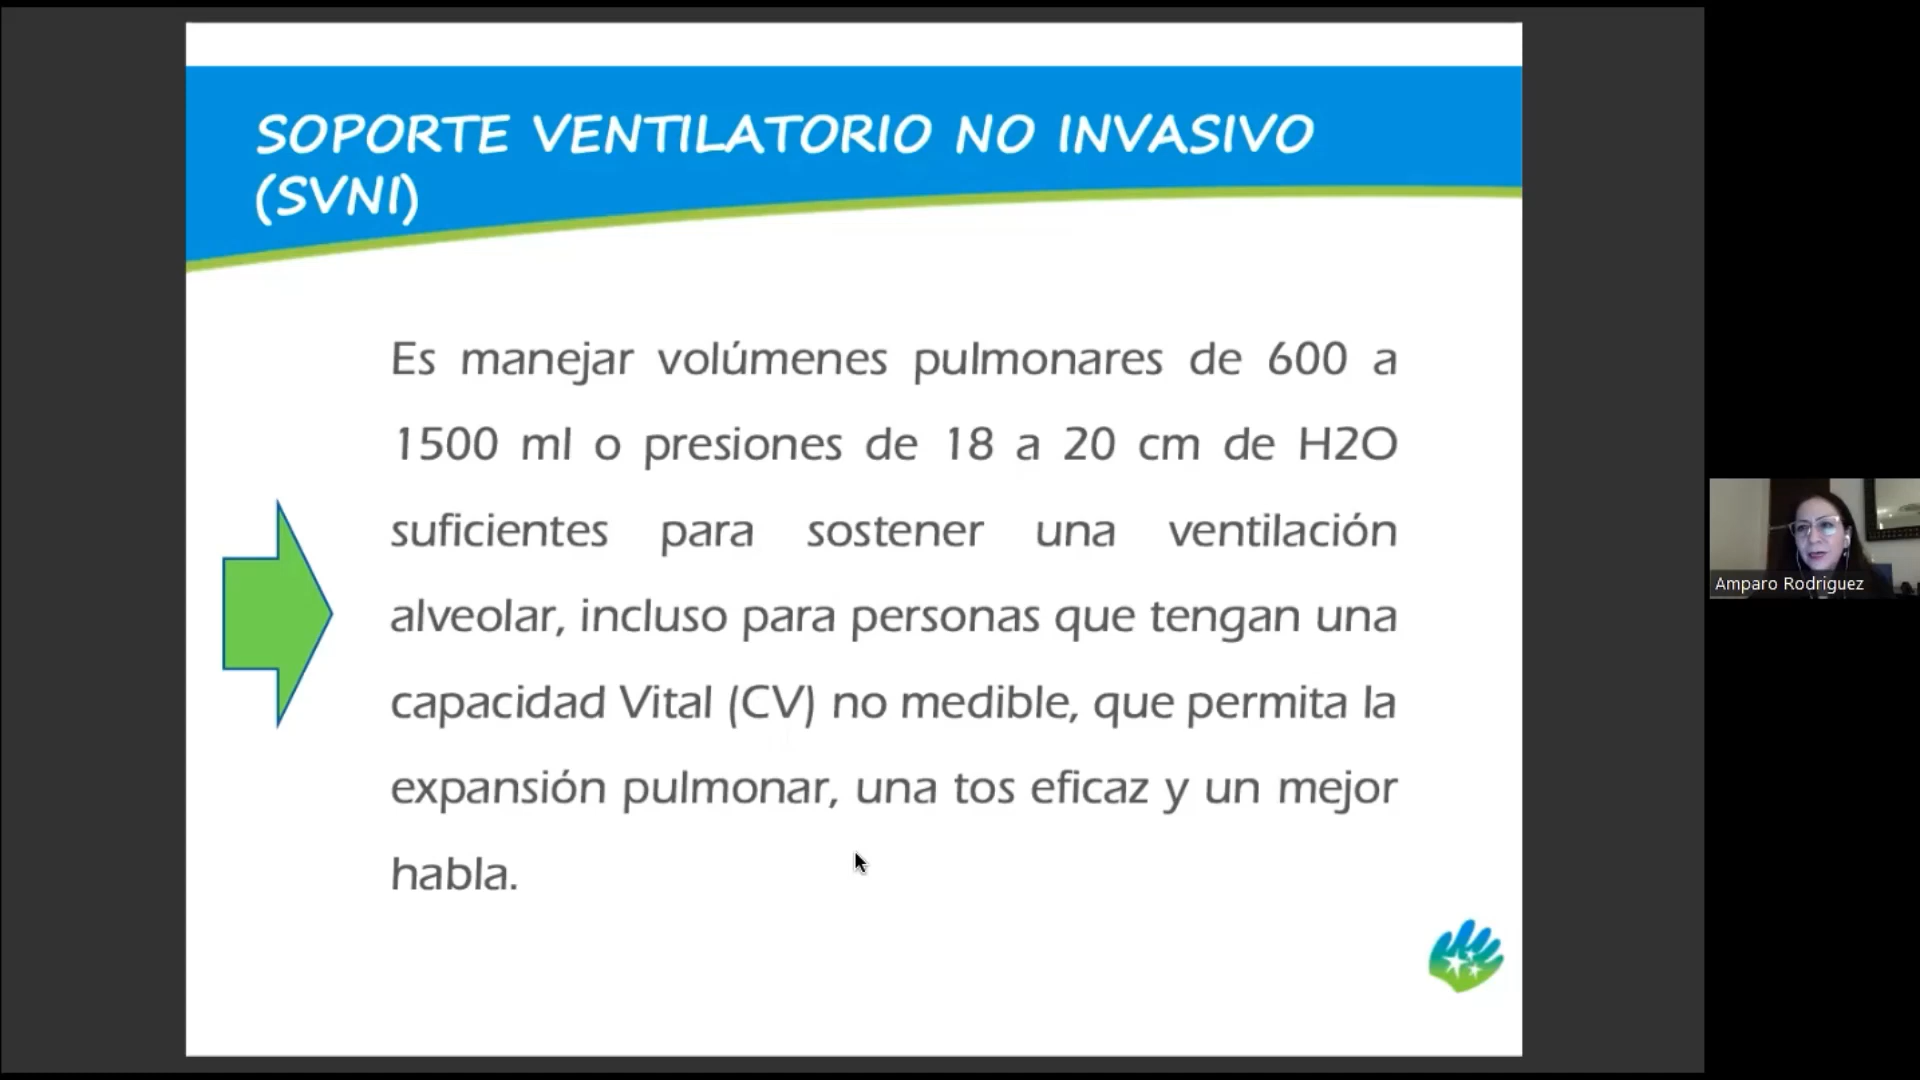 SOPORTE VENTILATORIO NO INVASIVO
(SVNI)
Es manejar volúmenes pulmonares de 600 a
1500 ml o presiones de 18 a 20 cm de H2O
suficientes para sostener una ventilación
alveolar, incluso para personas que tengan una
capacidad Vital (CV) no medible, que permita la
expansión pulmonar, una tos eficaz y un mejor
habla.
Amparo Rodriguez